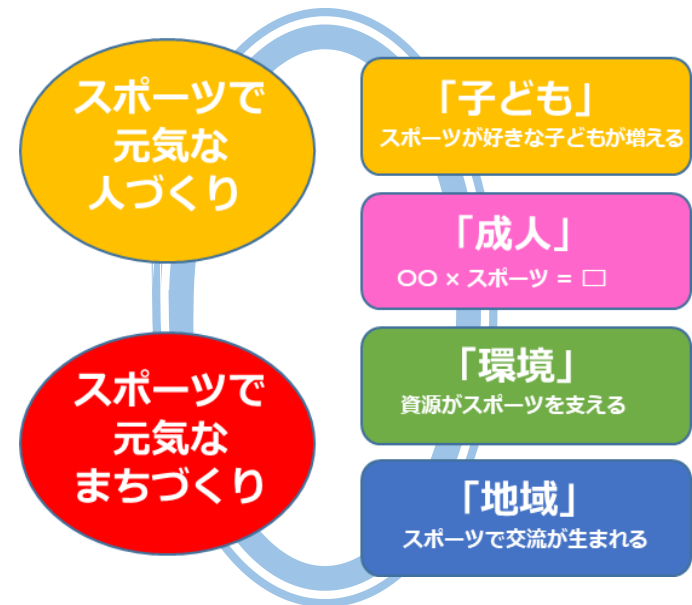 スポーツで
元気な
人づくり
スポーツで
元気な
まちづくり
「子ども」
スポーツが好きな子どもが増える
「成人」
〇〇 × スポーツ = □
「環境」
資源がスポーツを支える
「地域」
スポーツで交流が生まれる